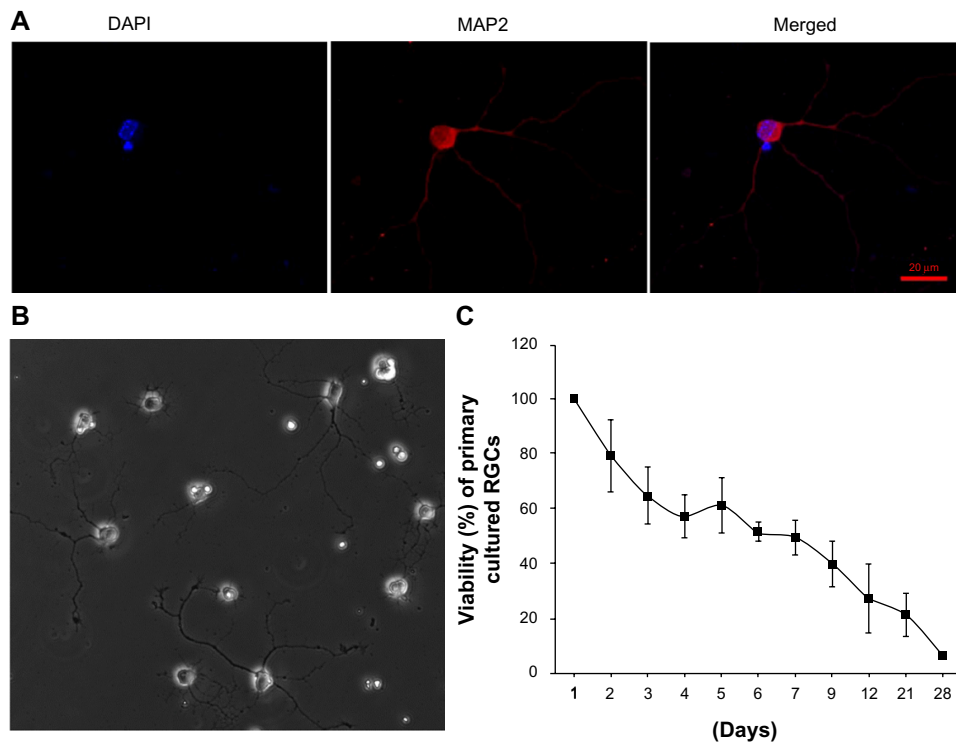 A
DAPI
MAP2
Merged
20 μm
B
C
Viability (%) of primary
cultured RGCs
120
100
80
60
40
20
0
1 2 3 4 5 6 7 9 12 21 28
(Days)